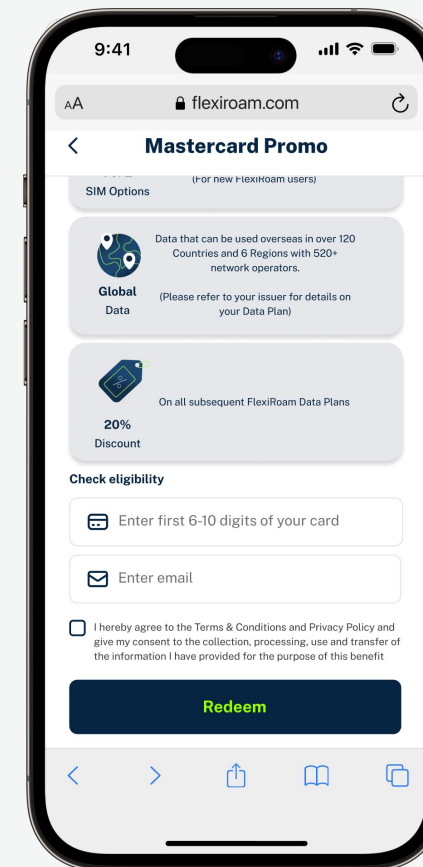 9:41
AA flexiroam.com
Mastercard Promo
SIM Options
(For new FlexiRoam users)
Data that can be used overseas in over 120
Countries and 6 Regions with 520+
network operators.
Global
Data
(Please refer to your issuer for details on
your Data Plan)
On all subsequent FlexiRoam Data Plans
20%
Discount
Check eligibility
Enter first 6-10 digits of your card
Enter email
I hereby agree to the Terms & Conditions and Privacy Policy and
give my consent to the collection, processing, use and transfer of
the information I have provided for the purpose of this benefit
Redeem